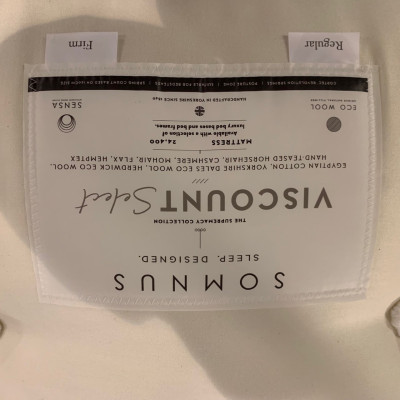 SOMNUS
SLEEP. DESIGNED.
THE SUPREMACY COLLECTION
VISCOUNT Select
////
EGYPTIAN COTTON, YORKSHIRE DALES ECO WOOL, HERDWICK ECO WOOL,
HAND-TEASED HORSEHAIR, CASHMERE, MOHAIR, FLAX, HEMPTEX
MATTRESS
24,400
Available with a selection of
luxury bed bases and bed frames.
HANDCRAFTED IN YORKSHIRE SINCE 1840
ECO WOOL
SENSA
Regular
Firm